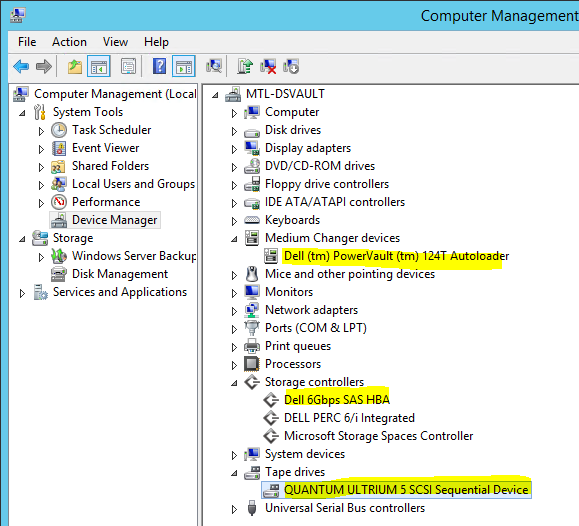 Computer Management
File Action View Help
Computer Management (Local
System Tools
Task Scheduler
Event Viewer
Shared Folders
Local Users and Groups
Performance
Device Manager
Storage
Windows Server Backup
Disk Management
Services and Applications
MTL-DSVAULT
Computer
Disk drives
Display adapters
DVD/CD-ROM drives
Floppy drive controllers
IDE ATA/ATAPI controllers
Keyboards
Medium Changer devices
Dell (tm) PowerVault (tm) 124T Autoloader
Mice and other pointing devices
Monitors
Network adapters
Ports (COM & LPT)
Print queues
Processors
Storage controllers
Dell 6Gbps SAS HBA
DELL PERC 6/i Integrated
Microsoft Storage Spaces Controller
System devices
Tape drives
QUANTUM ULTRIUM 5 SCSI Sequential Device
Universal Serial Bus controllers